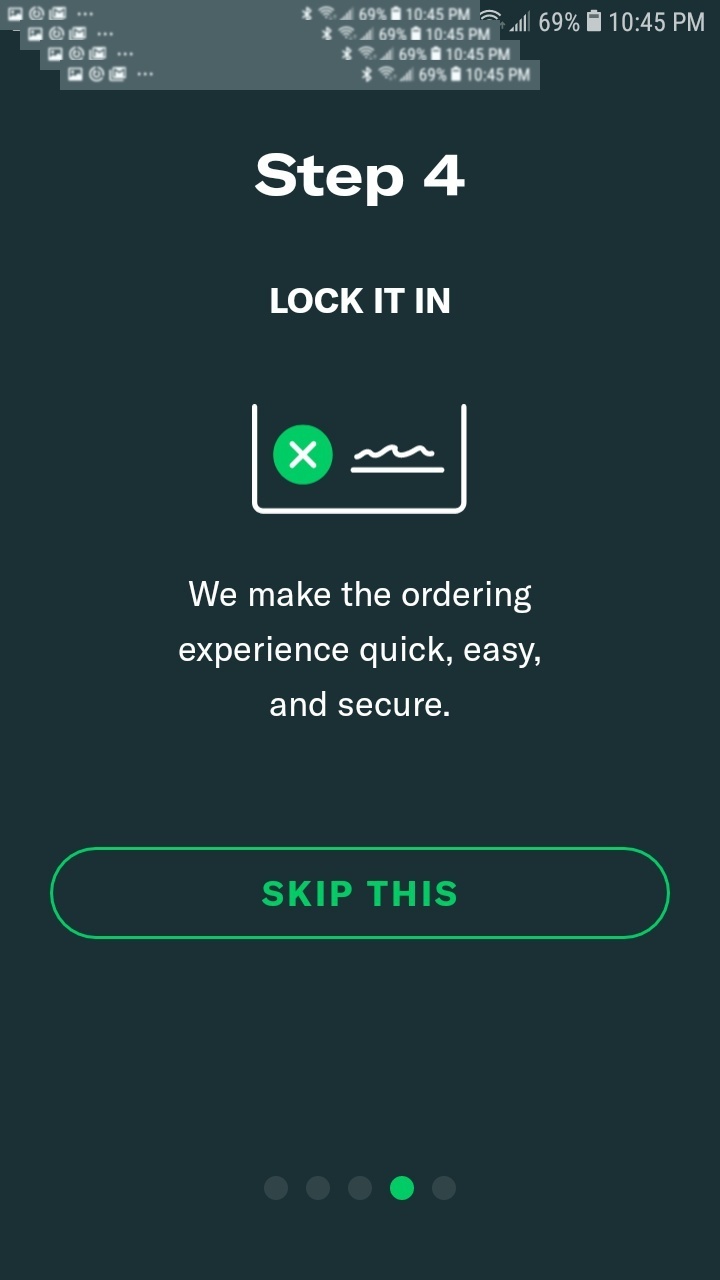 69% 10:45 PM
69% 10:45 PM
69% 10:45 PM
69% 10:45 PM
69% 10:45 PM
Step 4
LOCK IT IN
We make the ordering
experience quick, easy,
and secure.
SKIP THIS